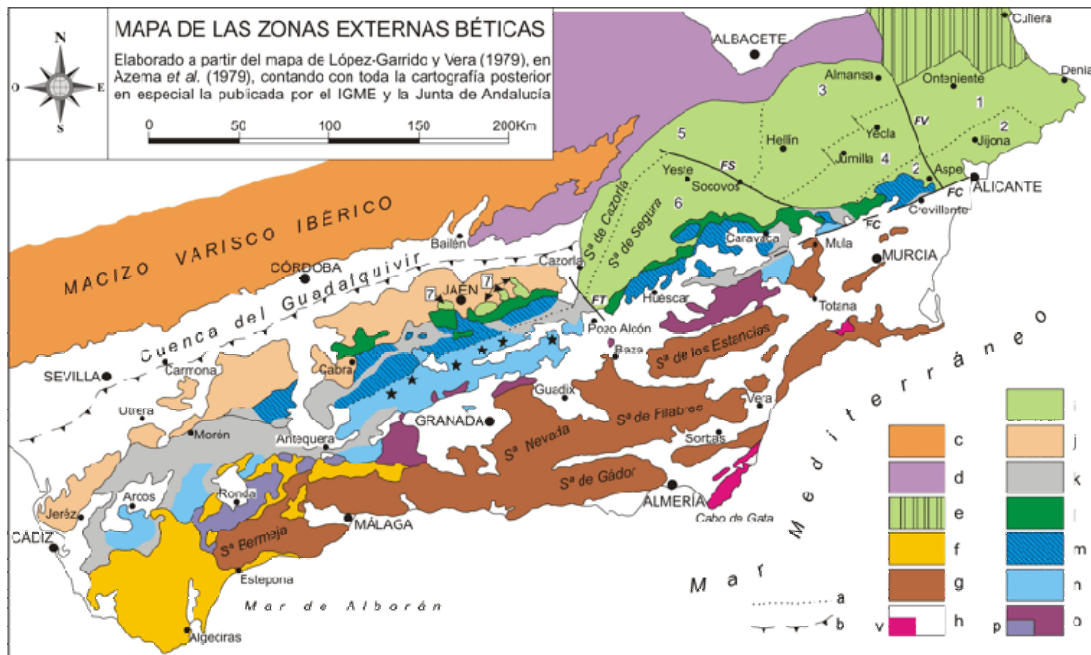 MAPA DE LAS ZONAS EXTERNAS BÉTICAS
Elaborado a partir del mapa de López-Garrido y Vera (1979), en
Azema et al. (1979), contando con toda la cartografía posterior
en especial la publicada por el IGME y la Junta de Andalucía
N
O
E
S
0 50 100 150 200Km
ALBACETE
Cullera
Almansa
Onteniente
Denia
3
1
5
Hellín
Yecla
FV
2
Jijona
Jumilla
4
FS
Yeste
Socovos
2
Aspe
ALICANTE
6
FC
Crevillente
MACIZO VARISCO IBÉRICO
Bailén
Sª de Cazorla
Sª de Segura
Caravaca
FC
Mula
MURCIA
CÓRDOBA
Cazorla
Cuenca del Guadalquivir
7
JAÉN
7
FT
Huéscar
Totana
Pozo Alcón
SEVILLA
Carmona
Cabra
Baza
Sª de las Estancias
Utrera
Guadix
Vera
Morón
Antequera
GRANADA
Sª de Filabres
Sª Nevada
Sorbas
Arcos
Ronda
Sª de Gádor
Jeréz
ALMERÍA
CÁDIZ
MÁLAGA
Cabo de Gata
Sª Bermeja
Estepona
Mar de Alborán
Algeciras
Mar Mediterráneo
i
c
j
d
k
e
l
f
m
g
n
a
b
v
h
p
o